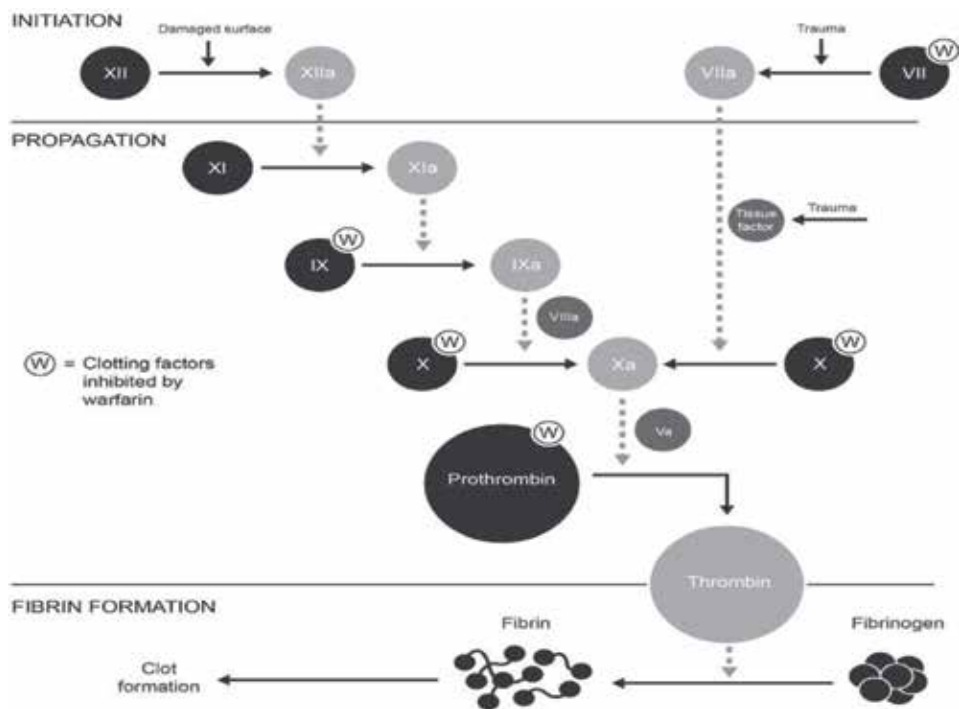 INITIATION
Damaged surface
Trauma
XII
XIIa
VIIa
VII
W
PROPAGATION
XI
XIa
Tissue
factor
Trauma
W
IX
IXa
VIIIa
W
X
Xa
X
W
W = Clotting factors
inhibited by
warfarin
Va
W
Prothrombin
Thrombin
FIBRIN FORMATION
Fibrin
Fibrinogen
Clot
formation